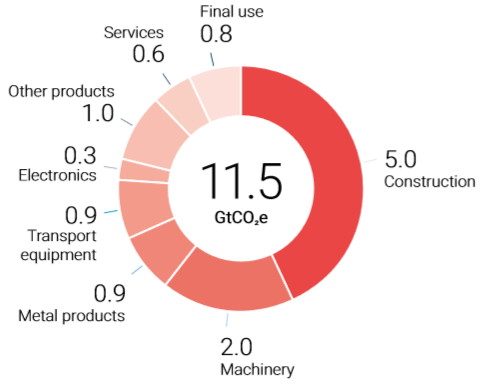 Final use
0.8
Services
0.6
Other products
1.0
0.3
Electronics
0.9
Transport
equipment
0.9
Metal products
2.0
Machinery
5.0
Construction
11.5
GtCO₂e